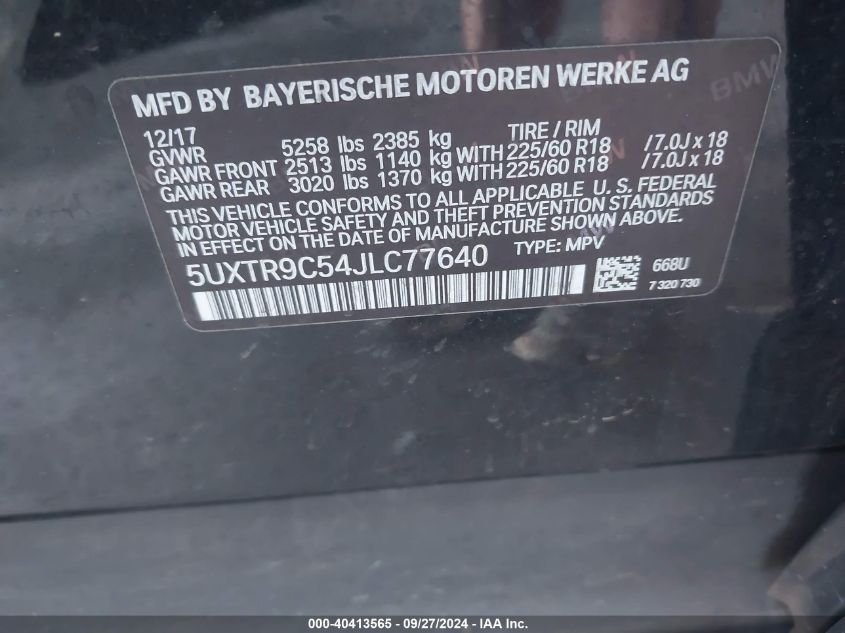 MFD BY BAYERISCHE MOTOREN WERKE AG
12/17 TIRE / RIM
GVWR 5258 lbs 2385 kg
GAWR FRONT 2513 lbs 1140 kg WITH 225/60 R18 / 7.0J x 18
GAWR REAR 3020 lbs 1370 kg WITH 225/60 R18 / 7.0J x 18
THIS VEHICLE CONFORMS TO ALL APPLICABLE U. S. FEDERAL
MOTOR VEHICLE SAFETY AND THEFT PREVENTION STANDARDS
IN EFFECT ON THE DATE OF MANUFACTURE SHOWN ABOVE.
5UXTR9C54JLC77640 TYPE: MPV
668U
7 320 730
BMW
000-40413565 - 09/27/2024 - IAA Inc.